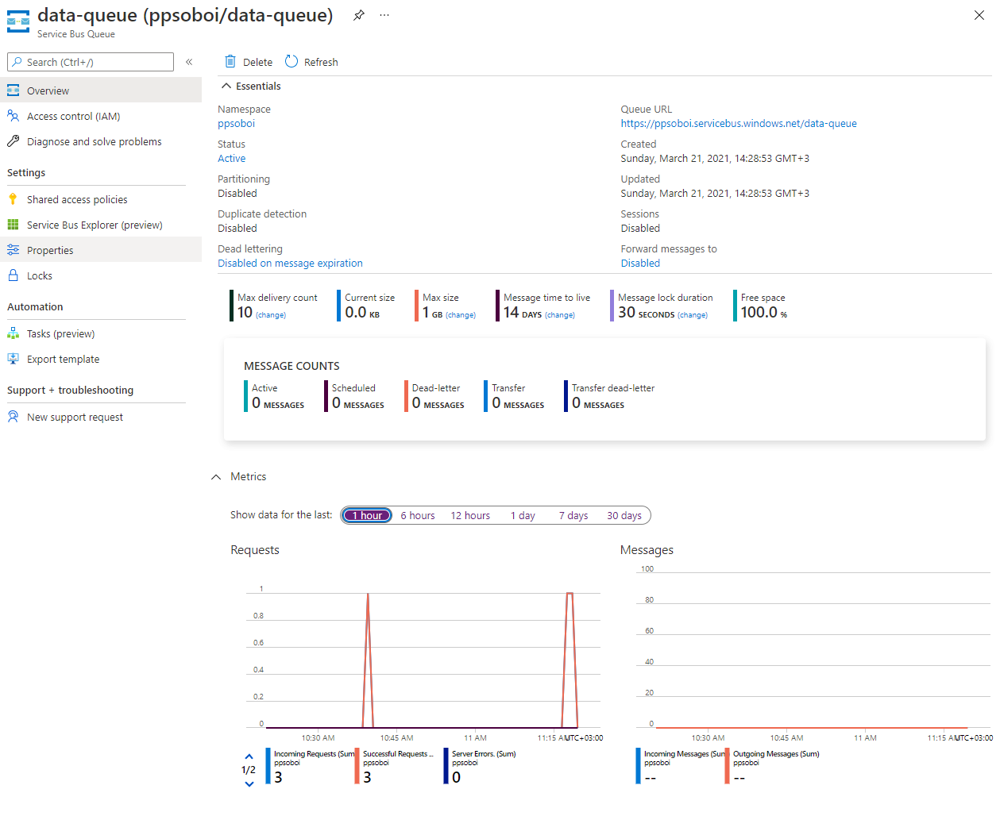 data-queue (ppsoboi/data-queue)
Service Bus Queue
Search (Ctrl+/)
Overview
Access control (IAM)
Diagnose and solve problems
Settings
Shared access policies
Service Bus Explorer (preview)
Properties
Locks
Automation
Tasks (preview)
Export template
Support + troubleshooting
New support request
Delete Refresh
Essentials
Namespace
ppsoboi
Status
Active
Partitioning
Disabled
Duplicate detection
Disabled
Dead lettering
Disabled on message expiration
Queue URL
https://ppsoboi.servicebus.windows.net/data-queue
Created
Sunday, March 21, 2021, 14:28:53 GMT+3
Updated
Sunday, March 21, 2021, 14:28:53 GMT+3
Sessions
Disabled
Forward messages to
Disabled
Max delivery count
10 (change)
Current size
0.0 KB
Max size
1 GB (change)
Message time to live
14 DAYS (change)
Message lock duration
30 SECONDS (change)
Free space
100.0 %
MESSAGE COUNTS
Active
0 MESSAGES
Scheduled
0 MESSAGES
Dead-letter
0 MESSAGES
Transfer
0 MESSAGES
Transfer dead-letter
0 MESSAGES
Metrics
Show data for the last: 1 hour 6 hours 12 hours 1 day 7 days 30 days
Requests
1
0.8
0.6
0.4
0.2
0
10:30 AM 10:45 AM 11 AM 11:15 AM UTC+03:00
1/2
Incoming Requests (Sum)
ppsoboi
3
Successful Requests ...
ppsoboi
3
Server Errors. (Sum)
ppsoboi
0
Messages
100
80
60
40
20
0
10:30 AM 10:45 AM 11 AM 11:15 AM UTC+03:00
Incoming Messages (Sum)
ppsoboi
--
Outgoing Messages (Sum)
ppsoboi
--